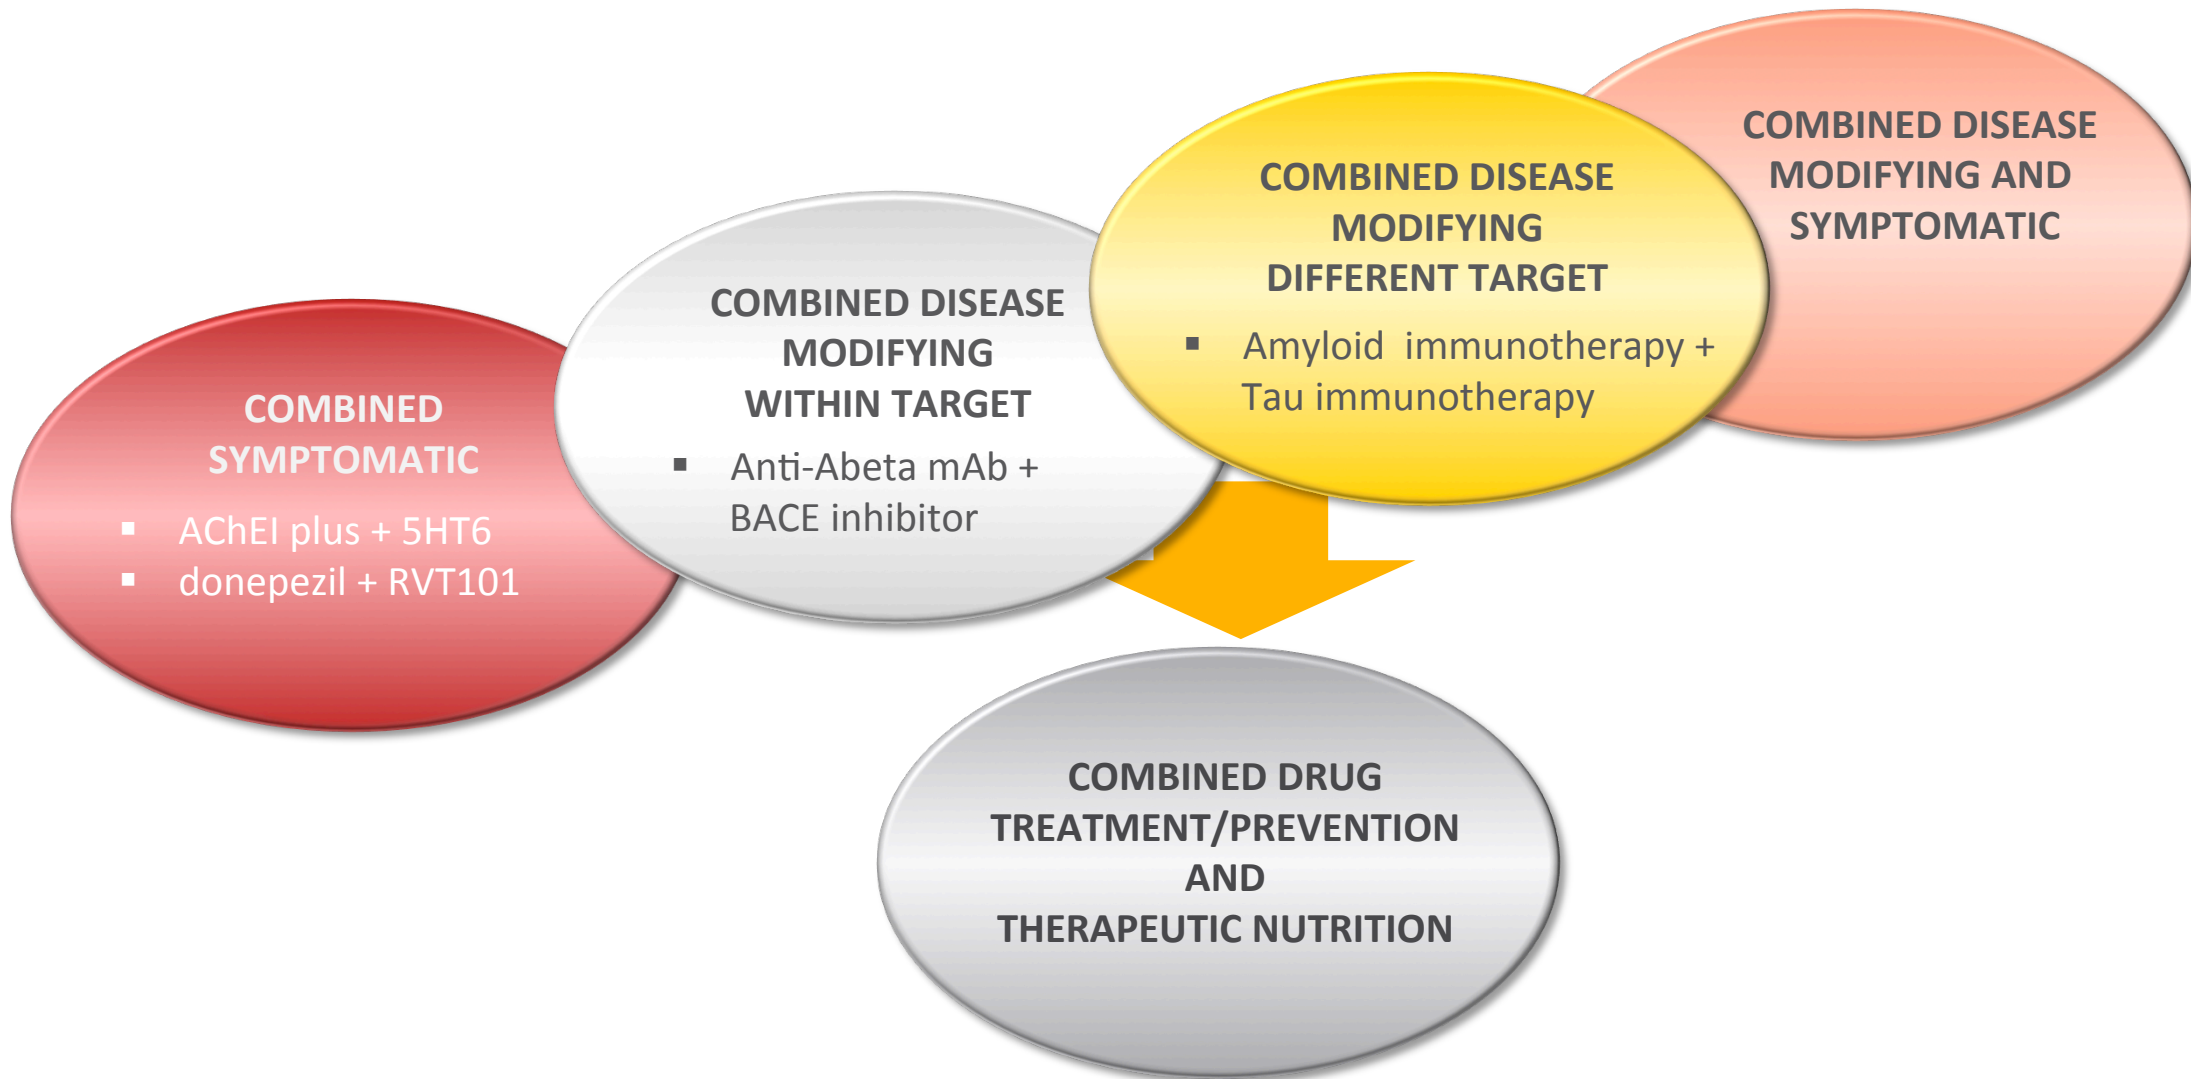 COMBINED
SYMPTOMATIC
▪ AChEI plus + 5HT6
▪ donepezil + RVT101
COMBINED DISEASE
MODIFYING
WITHIN TARGET
▪ Anti-Abeta mAb +
BACE inhibitor
COMBINED DISEASE
MODIFYING
DIFFERENT TARGET
▪ Amyloid immunotherapy +
Tau immunotherapy
COMBINED DISEASE
MODIFYING AND
SYMPTOMATIC
COMBINED DRUG
TREATMENT/PREVENTION
AND
THERAPEUTIC NUTRITION